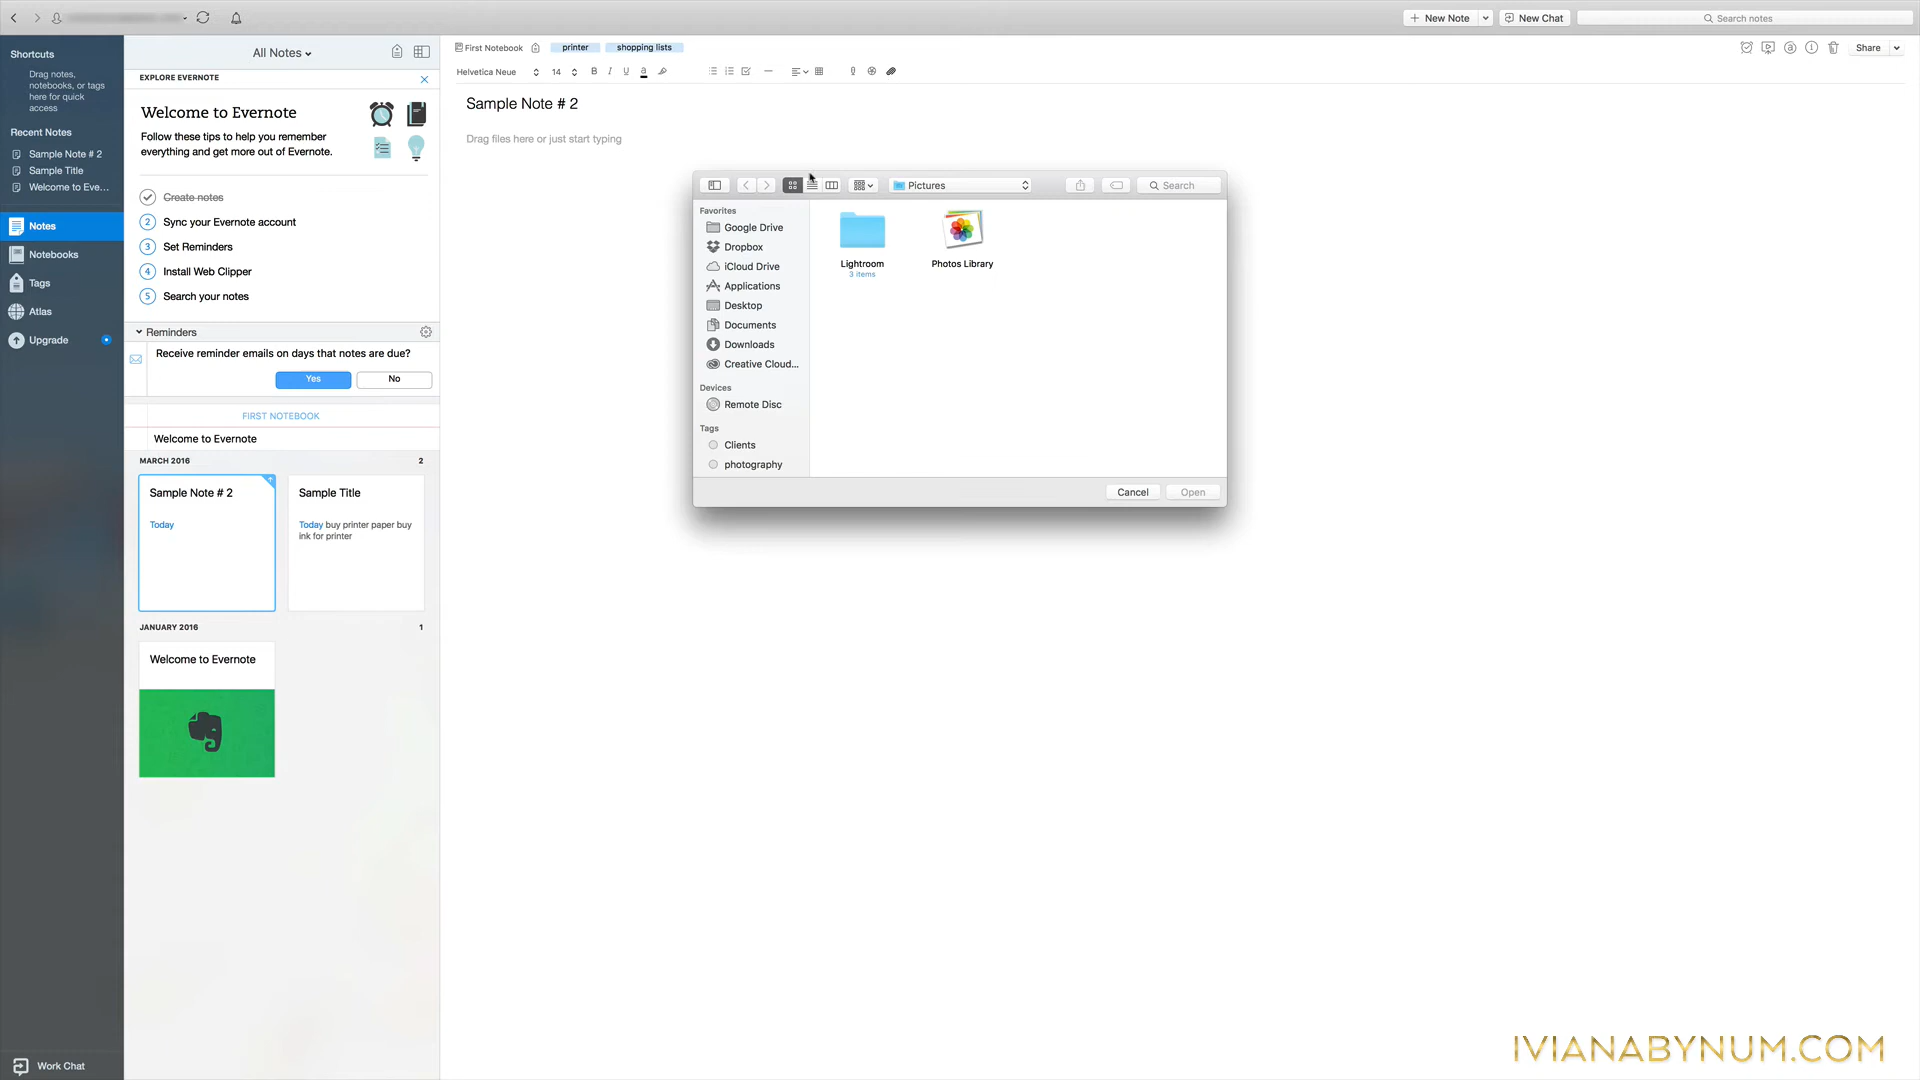 New Note
New Chat
Search notes
Shortcuts
Drag notes,
notebooks, or tags
here for quick
access
Recent Notes
Sample Note # 2
Sample Title
Welcome to Eve...
Notes
Notebooks
Tags
Atlas
Upgrade
Work Chat
All Notes
EXPLORE EVERNOTE
Welcome to Evernote
Follow these tips to help you remember
everything and get more out of Evernote.
Create notes
2 Sync your Evernote account
3 Set Reminders
4 Install Web Clipper
5 Search your notes
Reminders
Receive reminder emails on days that notes are due?
Yes
No
FIRST NOTEBOOK
Welcome to Evernote
MARCH 2016 2
Sample Note # 2
Today
Sample Title
Today buy printer paper buy
ink for printer
JANUARY 2016 1
Welcome to Evernote
First Notebook
printer
shopping lists
Share
Helvetica Neue
14
B I U a
Sample Note # 2
Drag files here or just start typing
Pictures
Search
Favorites
Google Drive
Dropbox
iCloud Drive
Applications
Desktop
Documents
Downloads
Creative Cloud...
Devices
Remote Disc
Tags
Clients
photography
Lightroom
3 items
Photos Library
Cancel
Open
IVIANABYNUM.COM